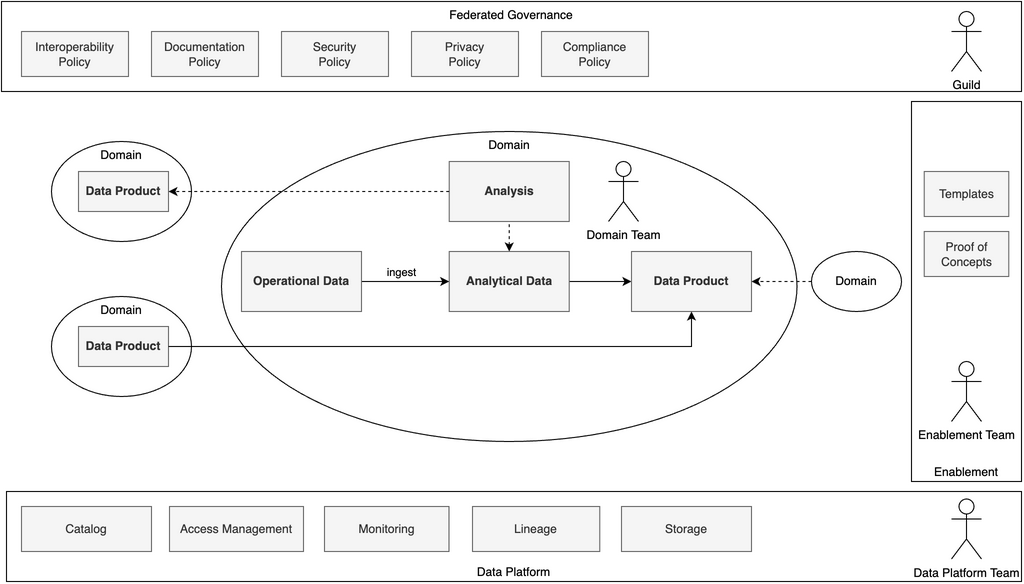 Federated Governance
Interoperability
Policy
Documentation
Policy
Security
Policy
Privacy
Policy
Compliance
Policy
Guild
Domain
Data Product
Domain
Analysis
Domain Team
Operational Data
ingest
Analytical Data
Data Product
Domain
Domain
Data Product
Templates
Proof of
Concepts
Enablement Team
Enablement
Catalog
Access Management
Monitoring
Lineage
Storage
Data Platform
Data Platform Team